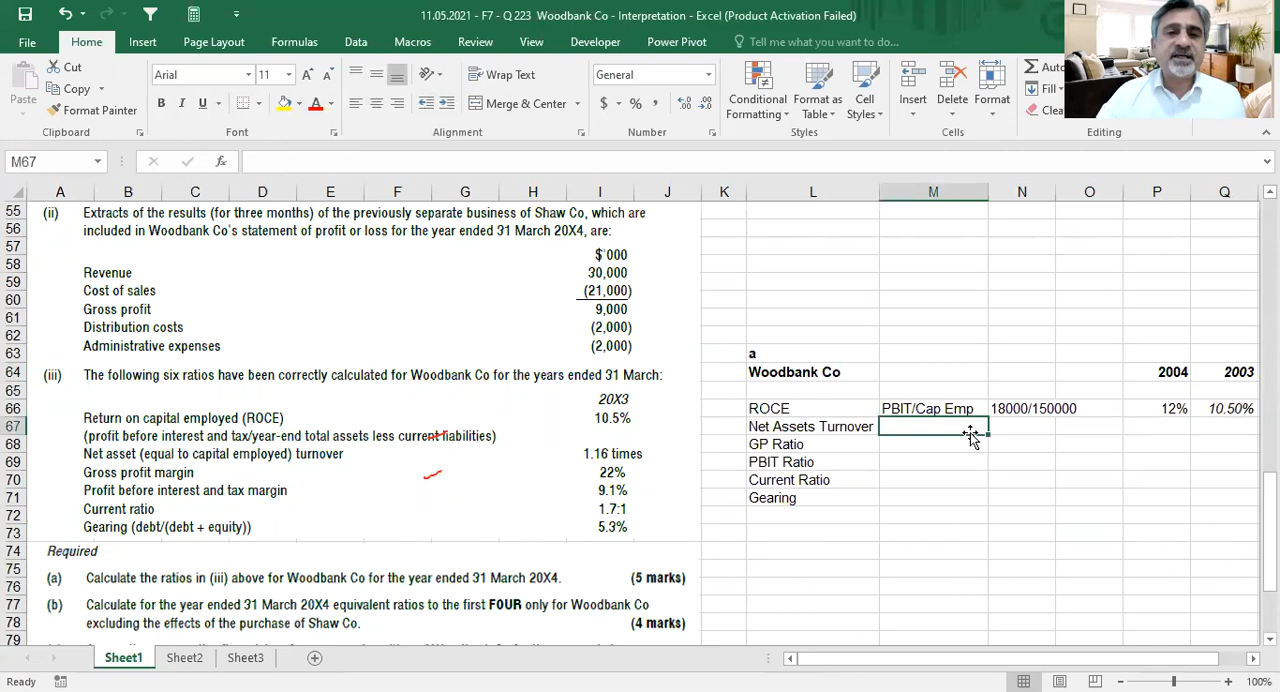 11.05.2021 - F7 - Q 223 Woodbank Co - Interpretation - Excel (Product Activation Failed)
File Home Insert Page Layout Formulas Data Macros Review View Developer Power Pivot Tell me what you want to do...
Cut
Copy
Format Painter
Paste
Clipboard
Arial 11
B I U
Font
Wrap Text
Merge & Center
Alignment
General
$ % ,
Number
Conditional Formatting
Format as Table
Cell Styles
Styles
Insert Delete Format
Cells
Auto
Fill
Clea
Editing
M67
fx
A B C D E F G H I J K L M N O P Q
55 (ii) Extracts of the results (for three months) of the previously separate business of Shaw Co, which are
56 included in Woodbank Co's statement of profit or loss for the year ended 31 March 20X4, are:
57
58 $'000
59 Revenue 30,000
60 Cost of sales (21,000)
61 Gross profit 9,000
62 Distribution costs (2,000)
63 Administrative expenses (2,000) a
64 (iii) The following six ratios have been correctly calculated for Woodbank Co for the years ended 31 March: Woodbank Co 2004 2003
65 20X3
66 Return on capital employed (ROCE) 10.5% ROCE PBIT/Cap Emp 18000/150000 12% 10.50%
67 (profit before interest and tax/year-end total assets less current liabilities) Net Assets Turnover
68 Net asset (equal to capital employed) turnover 1.16 times GP Ratio
69 Gross profit margin 22% PBIT Ratio
70 Profit before interest and tax margin 9.1% Current Ratio
71 Current ratio 1.7:1 Gearing
72 Gearing (debt/(debt + equity)) 5.3%
73
74 Required
75
76 (a) Calculate the ratios in (iii) above for Woodbank Co for the year ended 31 March 20X4. (5 marks)
77 (b) Calculate for the year ended 31 March 20X4 equivalent ratios to the first FOUR only for Woodbank Co
78 excluding the effects of the purchase of Shaw Co. (4 marks)
79
Sheet1 Sheet2 Sheet3
Ready 100%